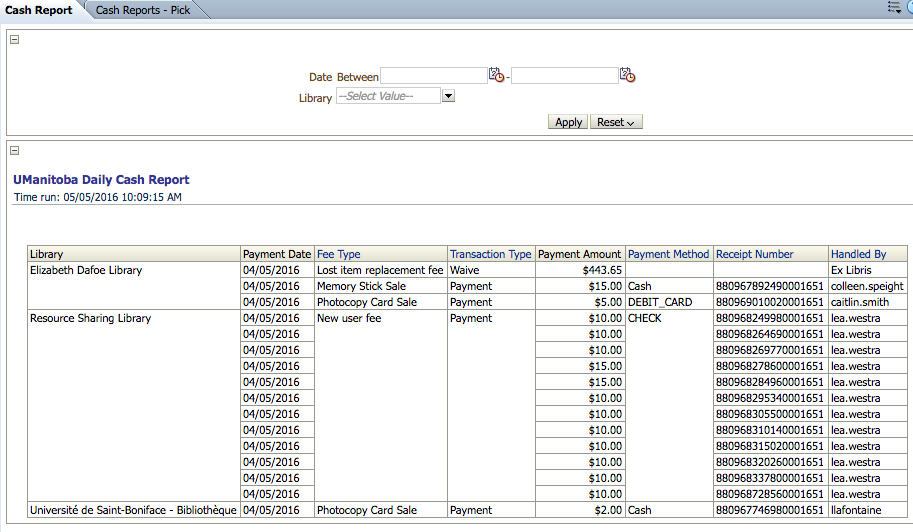 Cash Report Cash Reports - Pick
Date Between -
Library --Select Value--
Apply Reset
UManitoba Daily Cash Report
Time run: 05/05/2016 10:09:15 AM
Library Payment Date Fee Type Transaction Type Payment Amount Payment Method Receipt Number Handled By
Elizabeth Dafoe Library 04/05/2016 Lost item replacement fee Waive $443.65 Ex Libris
04/05/2016 Memory Stick Sale Payment $15.00 Cash 880967892490001651 colleen.speight
04/05/2016 Photocopy Card Sale Payment $5.00 DEBIT_CARD 880969010020001651 caitlin.smith
Resource Sharing Library 04/05/2016 New user fee Payment $10.00 CHECK 880968249980001651 lea.westra
04/05/2016 $10.00 880968264690001651 lea.westra
04/05/2016 $10.00 880968269770001651 lea.westra
04/05/2016 $15.00 880968278600001651 lea.westra
04/05/2016 $15.00 880968284960001651 lea.westra
04/05/2016 $10.00 880968295340001651 lea.westra
04/05/2016 $10.00 880968305500001651 lea.westra
04/05/2016 $10.00 880968310140001651 lea.westra
04/05/2016 $10.00 880968315020001651 lea.westra
04/05/2016 $10.00 880968320260001651 lea.westra
04/05/2016 $10.00 880968337800001651 lea.westra
04/05/2016 $10.00 880968728560001651 lea.westra
Université de Saint-Boniface - Bibliothèque 04/05/2016 Photocopy Card Sale Payment $2.00 Cash 880967746980001651 llafontaine